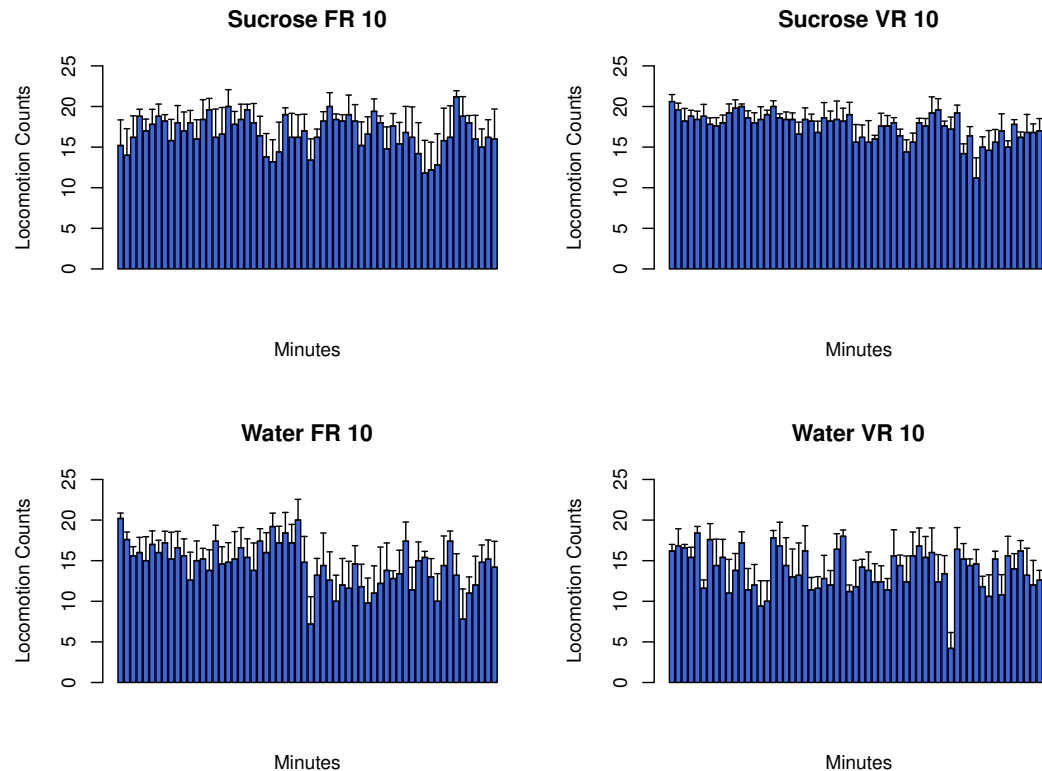 Sucrose FR 10
Locomotion Counts
0 5 10 15 20 25
Minutes
Sucrose VR 10
Locomotion Counts
0 5 10 15 20 25
Minutes
Water FR 10
Locomotion Counts
0 5 10 15 20 25
Minutes
Water VR 10
Locomotion Counts
0 5 10 15 20 25
Minutes